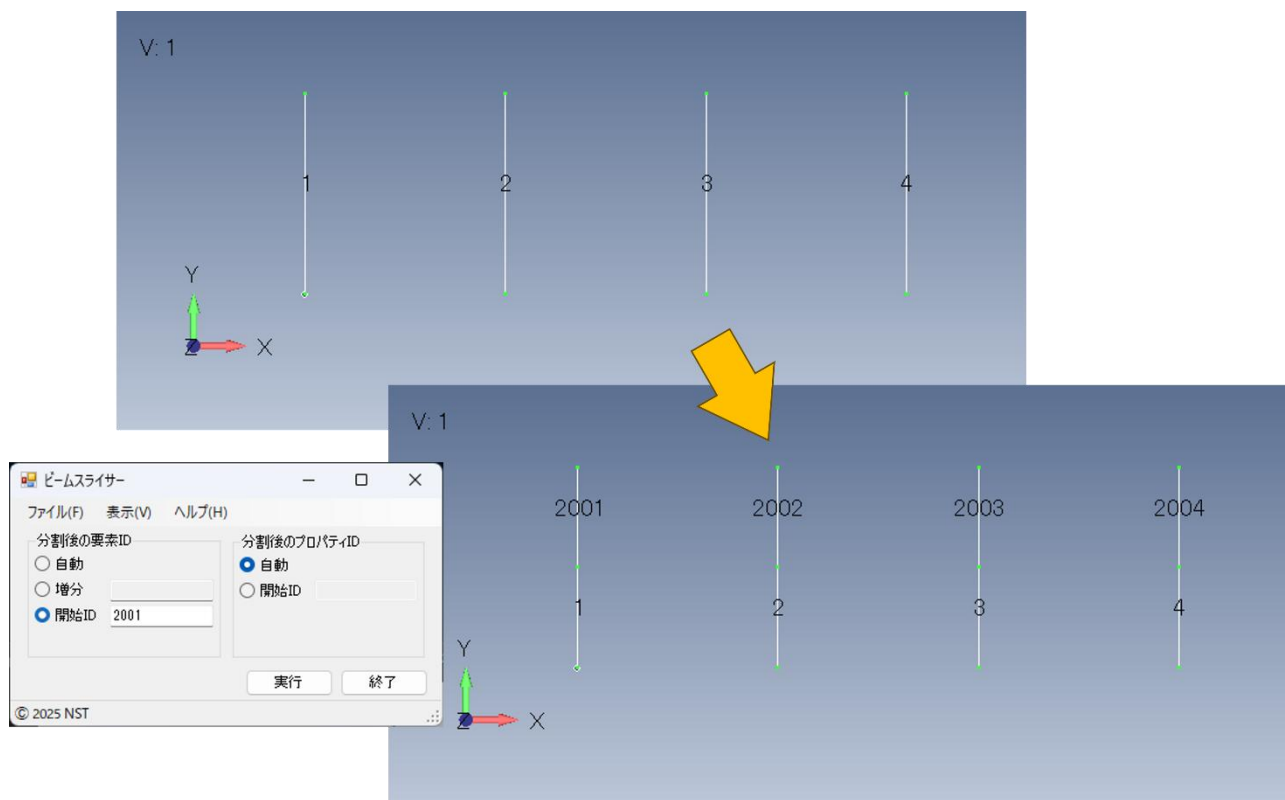 V: 1
1 2 3 4
Y
Z X
V: 1
2001 2002 2003 2004
1 2 3 4
Y
Z X
ビームスライサー
ファイル(F) 表示(V) ヘルプ(H)
分割後の要素ID
自動
増分
開始ID 2001
分割後のプロパティID
自動
開始ID
実行 終了
© 2025 NST